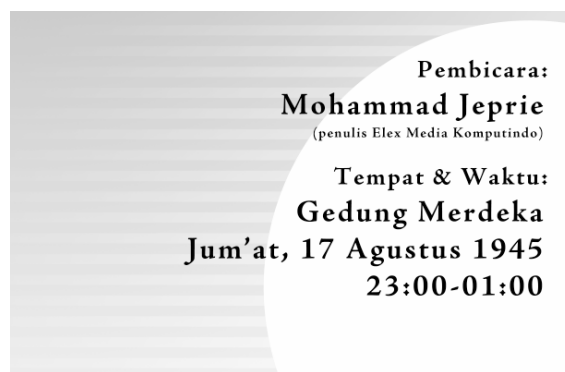 Pembicara:
Mohammad Jeprie
(penulis Elex Media Komputindo)
Tempat & Waktu:
Gedung Merdeka
Jum’at, 17 Agustus 1945
23:00-01:00